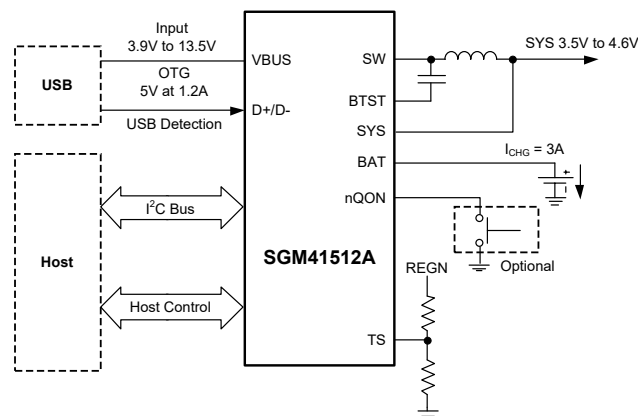 Input
3.9V to 13.5V
OTG
5V at 1.2A
USB Detection
USB
Host
I²C Bus
Host Control
VBUS
D+/D-
SGM41512A
SW
BTST
SYS
BAT
nQON
TS
SYS 3.5V to 4.6V
I_CHG = 3A
+
Optional
REGN